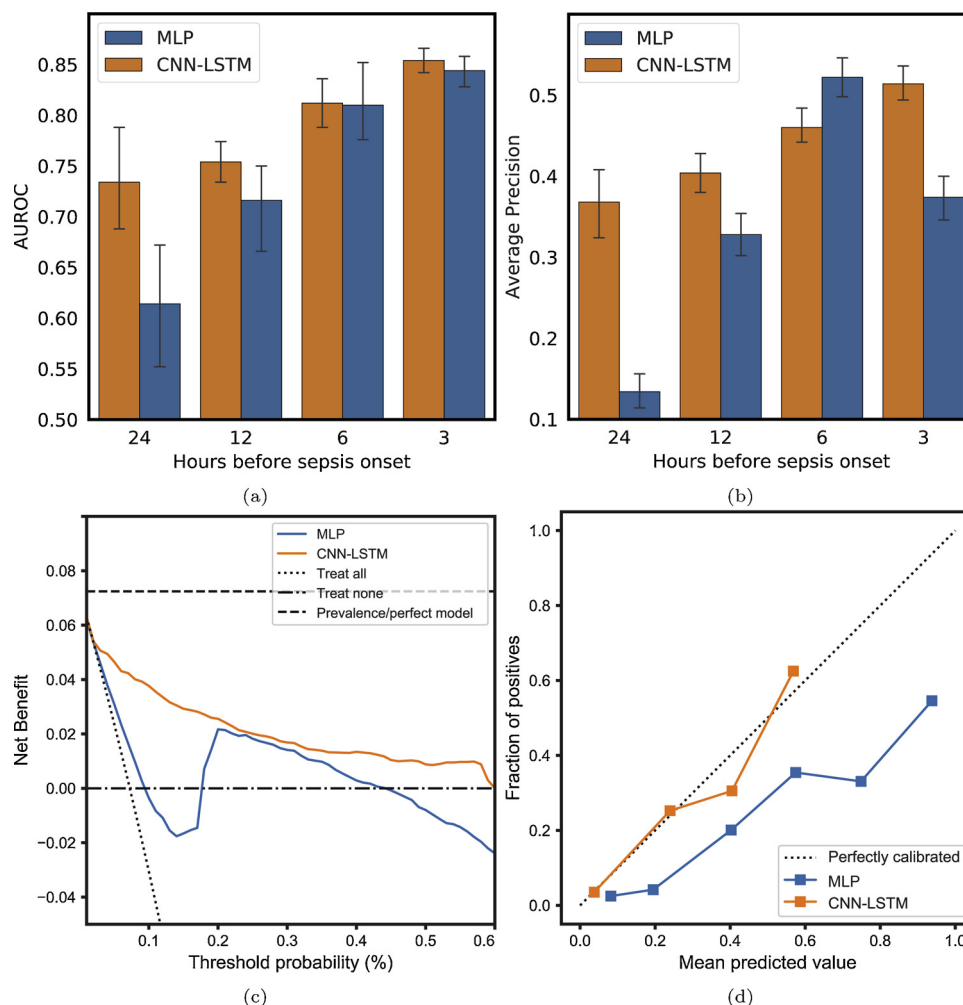 (a)
MLP
CNN-LSTM
AUROC
0.85
0.80
0.75
0.70
0.65
0.60
0.55
0.50
24 12 6 3
Hours before sepsis onset
(a)
(b)
MLP
CNN-LSTM
Average Precision
0.5
0.4
0.3
0.2
0.1
24 12 6 3
Hours before sepsis onset
(b)
MLP
CNN-LSTM
Treat all
Treat none
Prevalence/perfect model
Net Benefit
0.08
0.06
0.04
0.02
0.00
−0.02
−0.04
0.1 0.2 0.3 0.4 0.5 0.6
Threshold probability (%)
(c)
Fraction of positives
1.0
0.8
0.6
0.4
0.2
0.0
Perfectly calibrated
MLP
CNN-LSTM
0.0 0.2 0.4 0.6 0.8 1.0
Mean predicted value
(d)